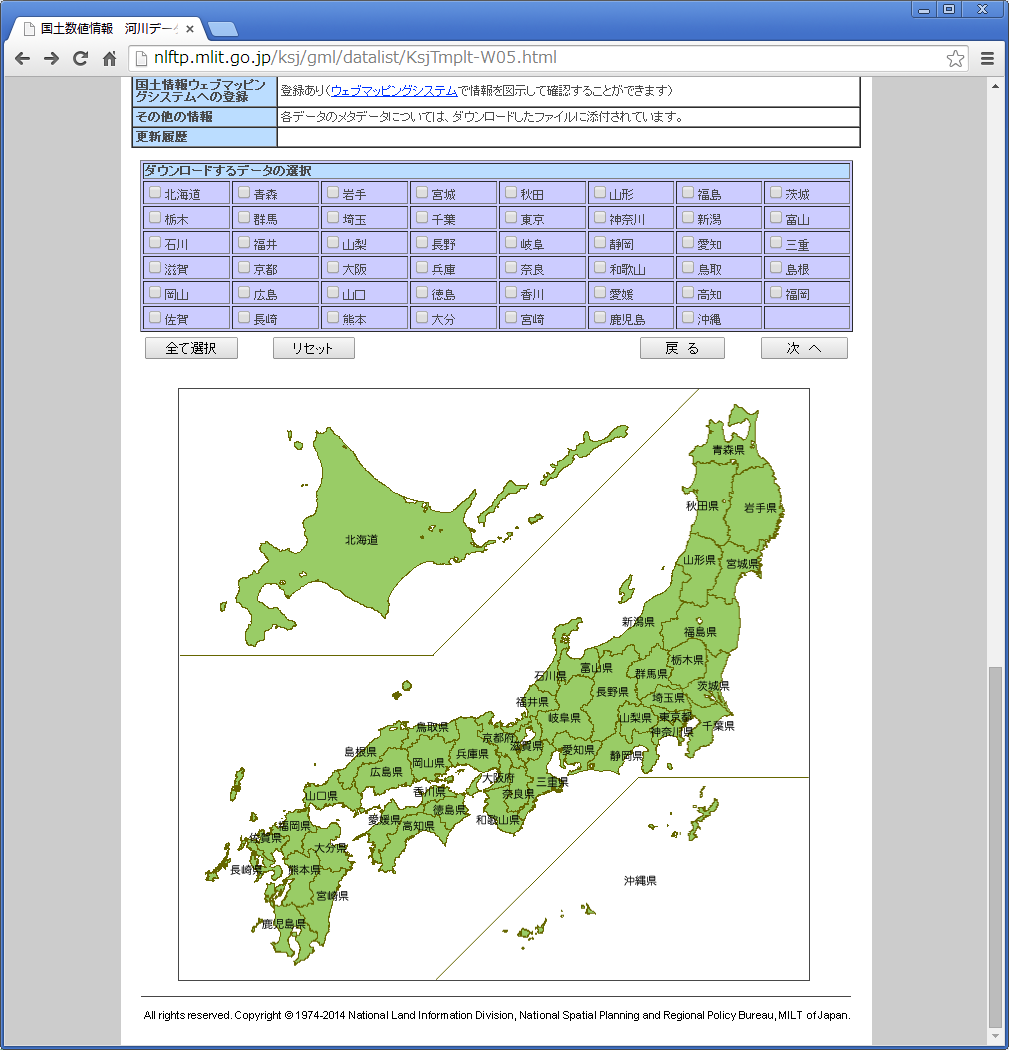 国土数値情報　河川デー
nlftp.mlit.go.jp/ksj/gml/datalist/KsjTmplt-W05.html
国土情報ウェブマッピン
グシステムへの登録
登録あり（ウェブマッピングシステムで情報を図示して確認することができます）
その他の情報
各データのメタデータについては、ダウンロードしたファイルに添付されています。
更新履歴
ダウンロードするデータの選択
北海道 青森 岩手 宮城 秋田 山形 福島 茨城
栃木 群馬 埼玉 千葉 東京 神奈川 新潟 富山
石川 福井 山梨 長野 岐阜 静岡 愛知 三重
滋賀 京都 大阪 兵庫 奈良 和歌山 鳥取 島根
岡山 広島 山口 徳島 香川 愛媛 高知 福岡
佐賀 長崎 熊本 大分 宮崎 鹿児島 沖縄
全て選択 リセット 戻 る 次 へ
青森県
秋田県 岩手県
北海道
山形県 宮城県
新潟県
福島県
栃木県
富山県
石川県 群馬県
茨城県
長野県
埼玉県
福井県
岐阜県 山梨県 東京都
千葉県
鳥取県
神奈川県
京都府
滋賀県
島根県 兵庫県 愛知県
静岡県
岡山県
広島県
大阪府
三重県
香川県
奈良県
山口県
徳島県
愛媛県 和歌山県
高知県
福岡県
佐賀県
大分県
長崎県 熊本県
沖縄県
宮崎県
鹿児島県
All rights reserved. Copyright © 1974-2014 National Land Information Division, National Spatial Planning and Regional Policy Bureau, MILT of Japan.